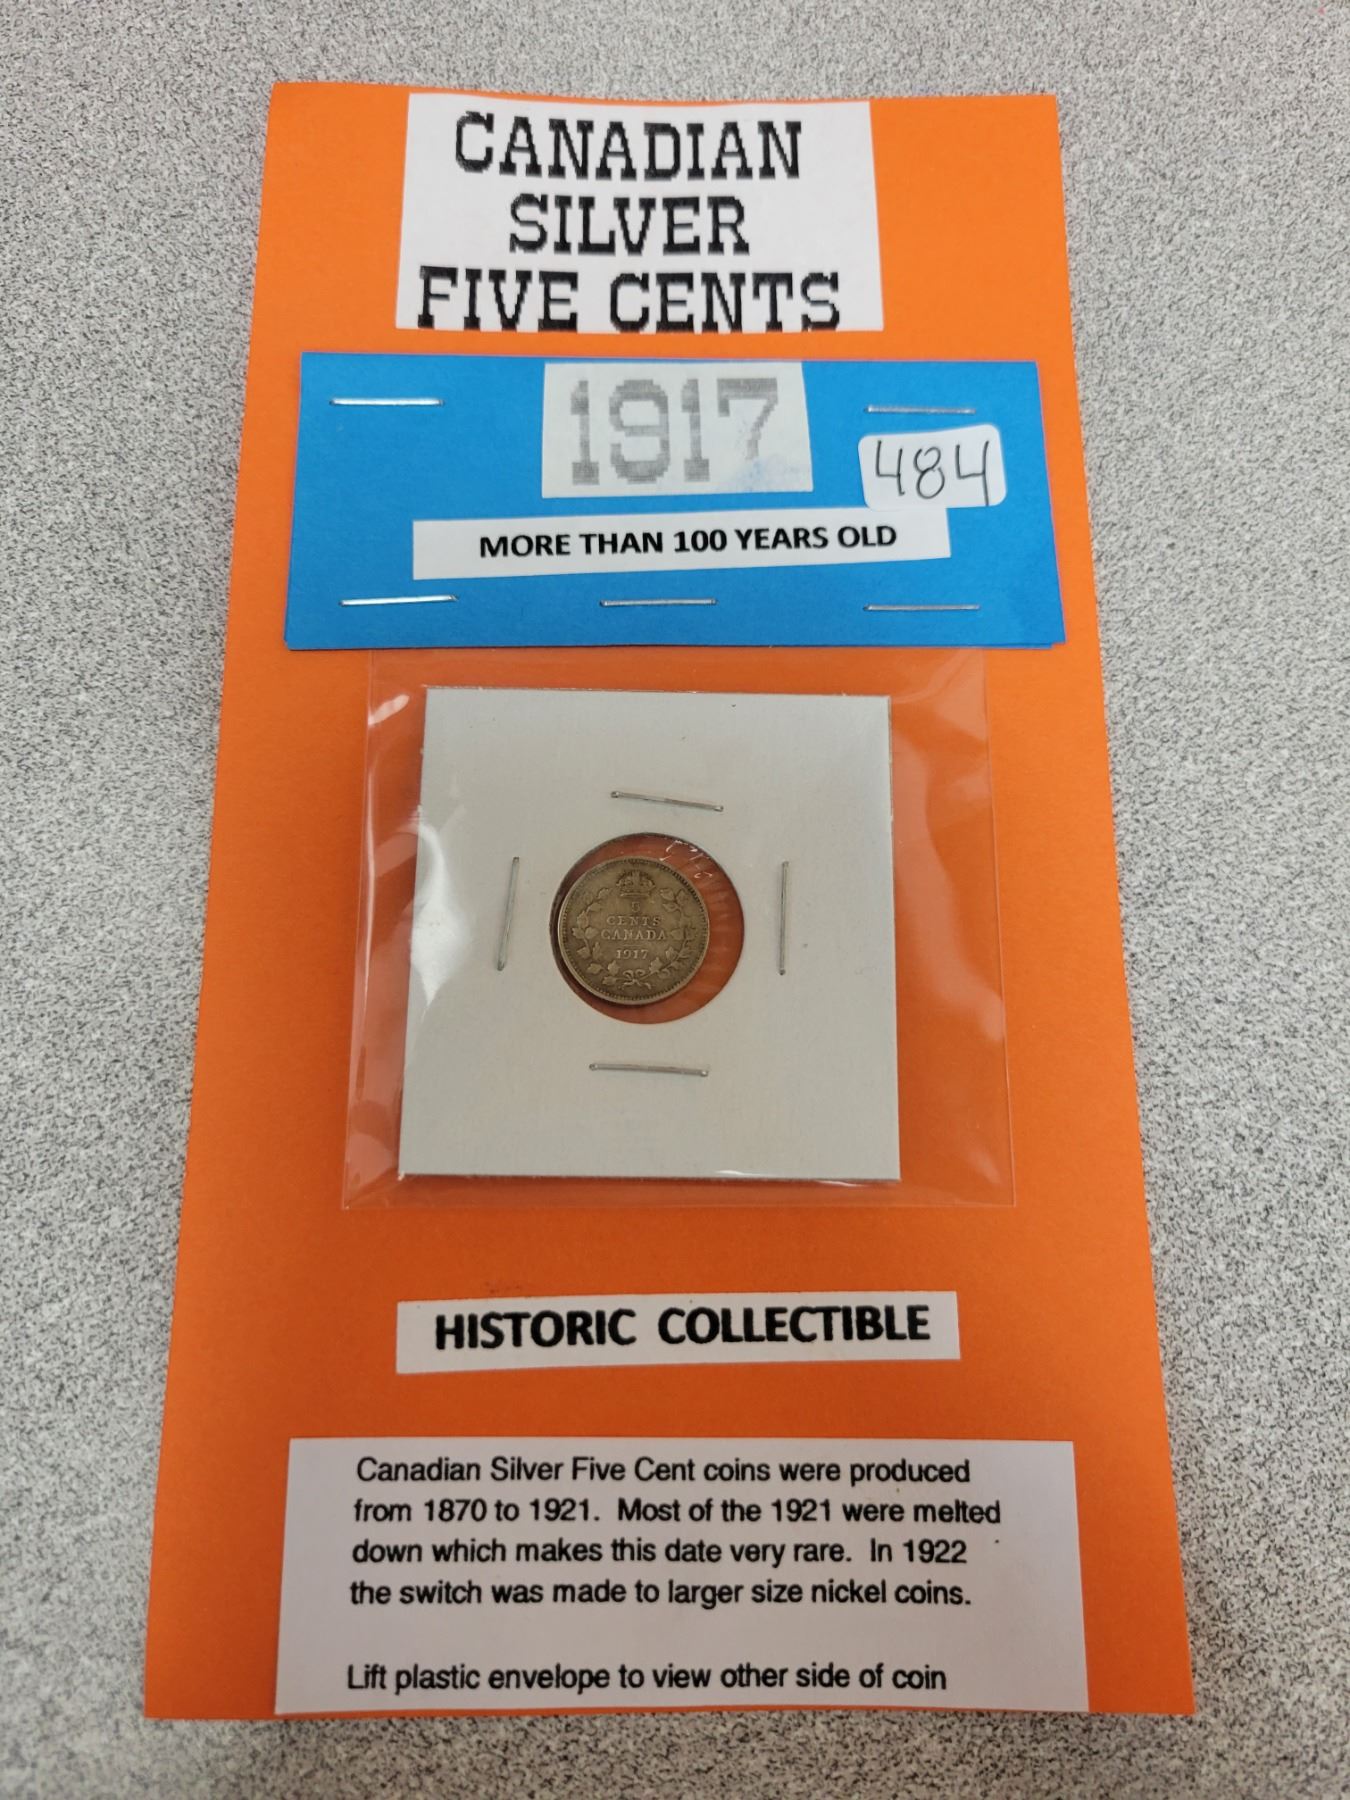 CANADIAN
SILVER
FIVE CENTS
1917
484
MORE THAN 100 YEARS OLD
5
CENTS
CANADA
1917
HISTORIC COLLECTIBLE
Canadian Silver Five Cent coins were produced
from 1870 to 1921. Most of the 1921 were melted
down which makes this date very rare. In 1922
the switch was made to larger size nickel coins.
Lift plastic envelope to view other side of coin